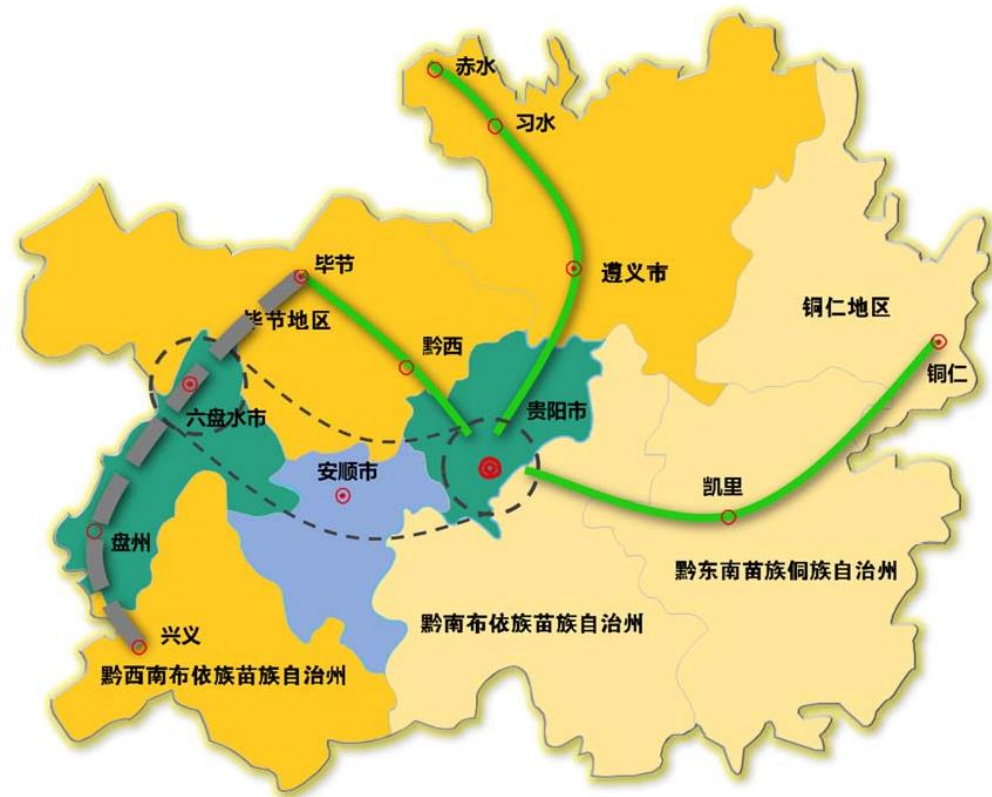 赤水
习水
毕节
遵义市
毕节地区
铜仁地区
黔西
铜仁
六盘水市
贵阳市
安顺市
凯里
盘州
黔东南苗族侗族自治州
黔南布依族苗族自治州
兴义
黔西南布依族苗族自治州